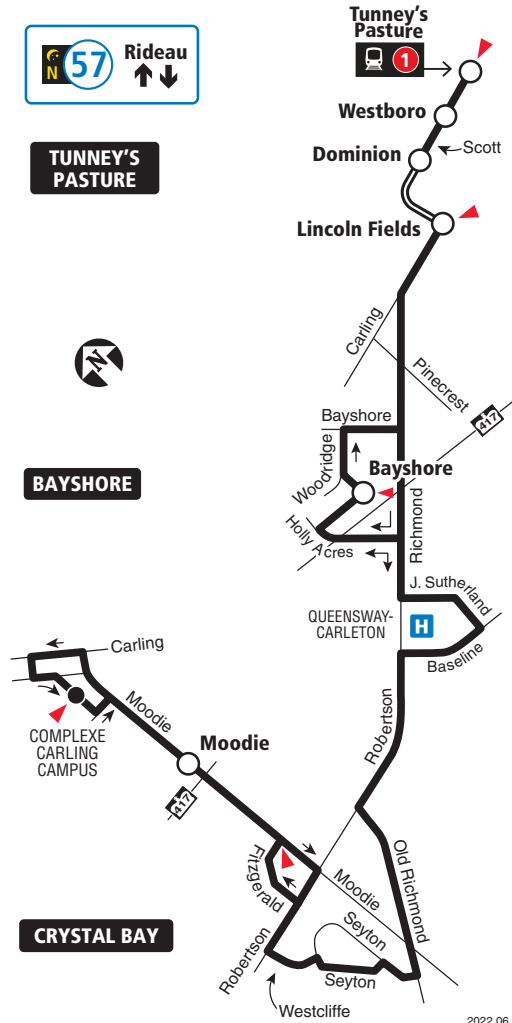 N
57
Rideau
Tunney's
Pasture
1
Westboro
Scott
Dominion
TUNNEY'S
PASTURE
Lincoln Fields
Carling
Pinecrest
N
417
Bayshore
Woodridge
Bayshore
BAYSHORE
Holly Acres
Richmond
J. Sutherland
QUEENSWAY-
CARLETON
H
Baseline
Carling
Moodie
Robertson
COMPLEXE
CARLING
CAMPUS
Moodie
417
Fitzgerald
Moodie
Old Richmond
Seyton
CRYSTAL BAY
Robertson
Seyton
Westcliffe
2022.06